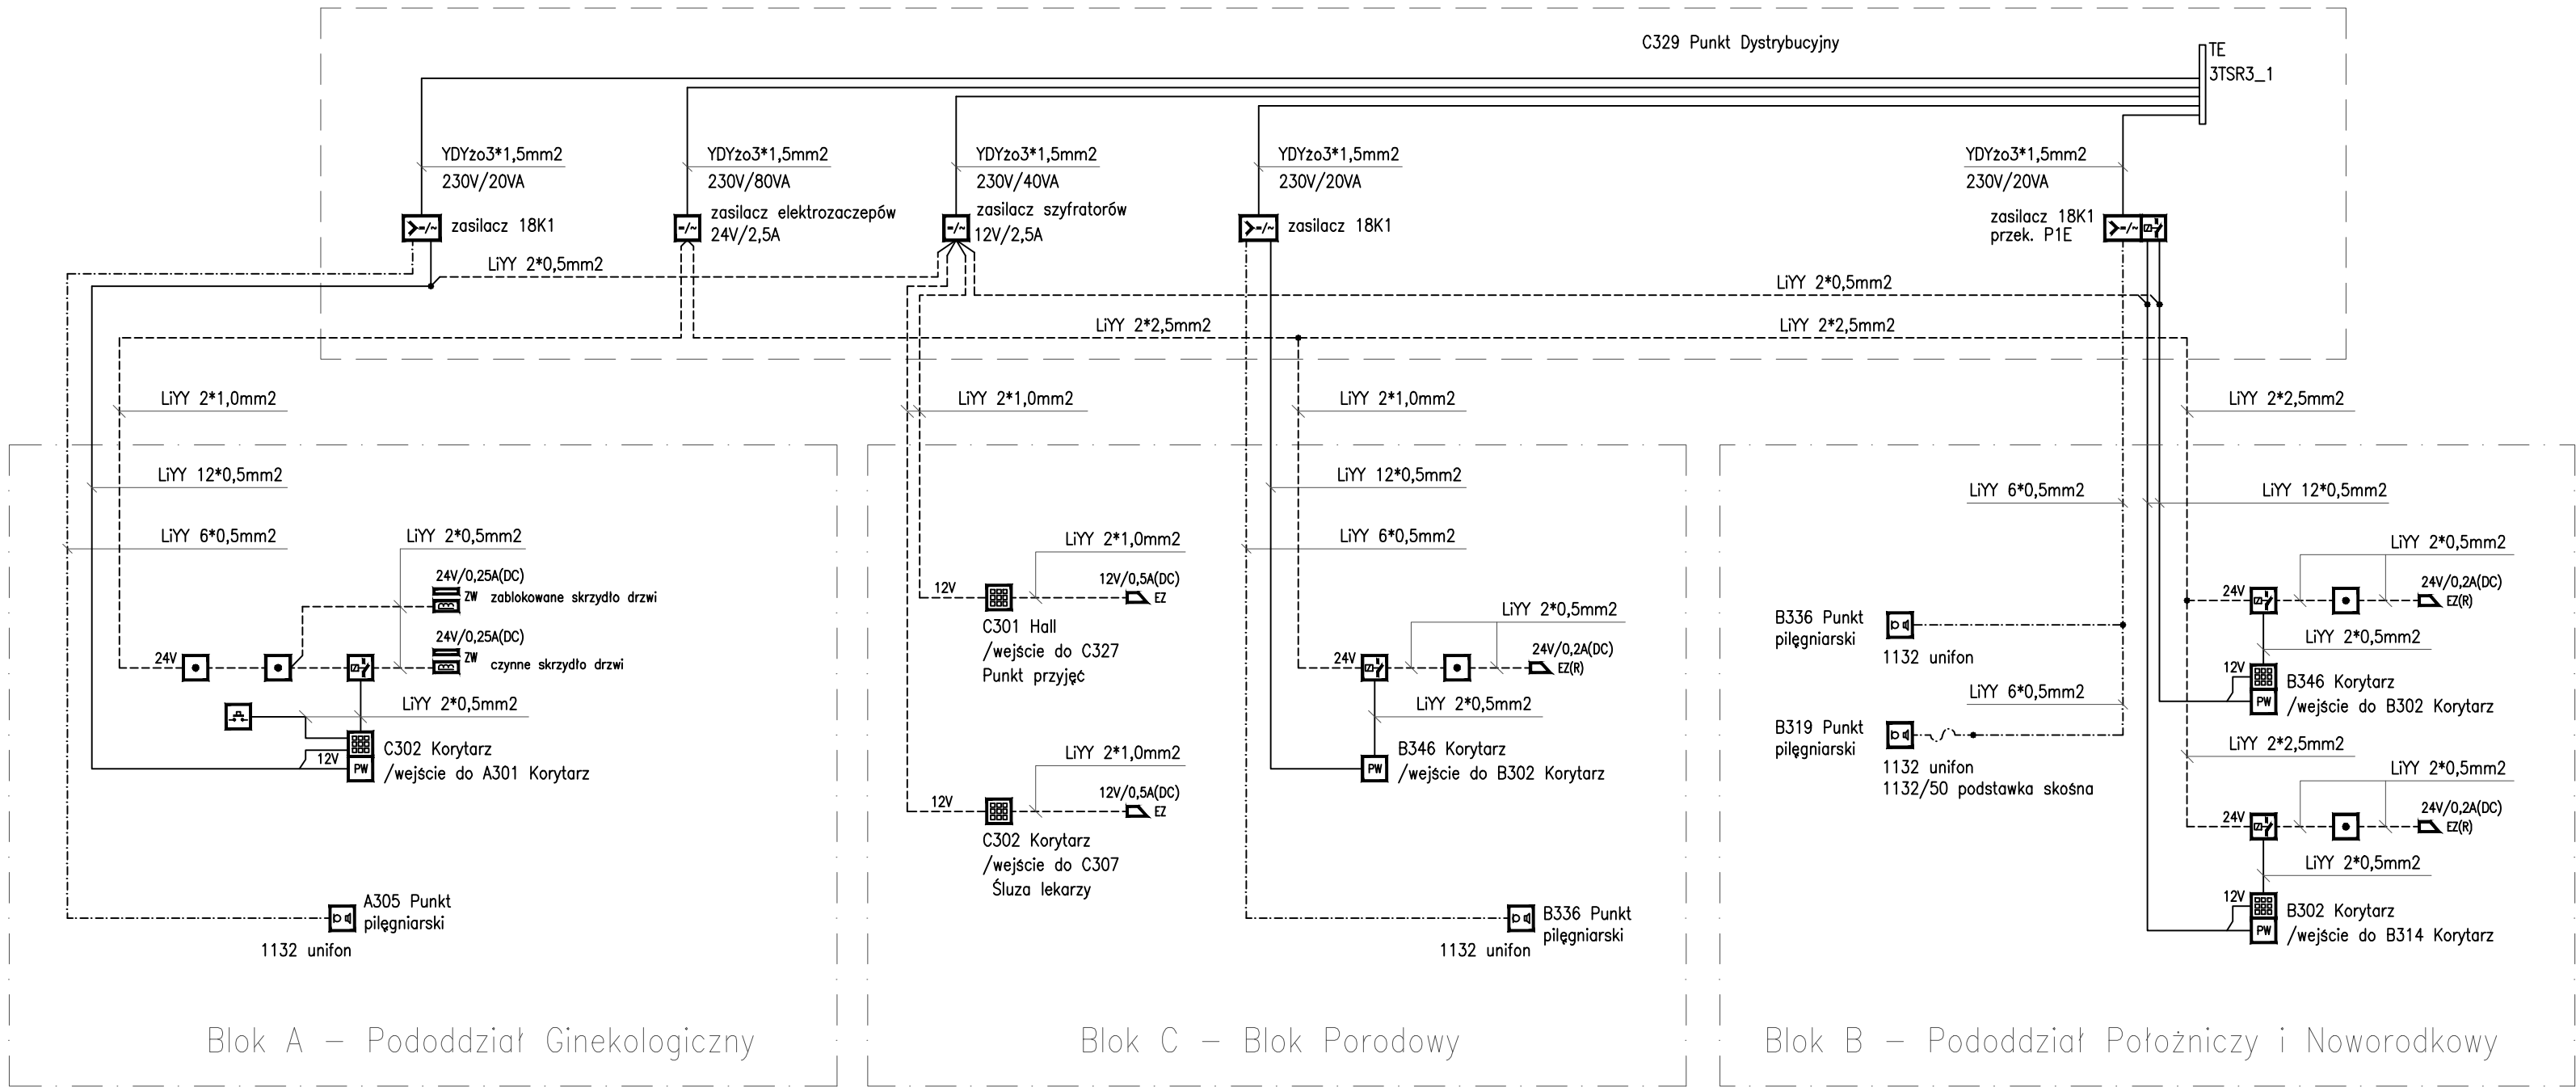 C329 Punkt Dystrybucyjny
TE
3TSR3_1
YDYżo3*1,5mm2
230V/20VA
zasilacz 18K1
YDYżo3*1,5mm2
230V/80VA
zasilacz elektrozaczepów
24V/2,5A
YDYżo3*1,5mm2
230V/40VA
zasilacz szyfratorów
12V/2,5A
YDYżo3*1,5mm2
230V/20VA
zasilacz 18K1
YDYżo3*1,5mm2
230V/20VA
zasilacz 18K1
przek. P1E
LiYY 2*0,5mm2
LiYY 2*0,5mm2
LiYY 2*2,5mm2
LiYY 2*2,5mm2
LiYY 2*1,0mm2
LiYY 2*1,0mm2
LiYY 2*1,0mm2
LiYY 2*2,5mm2
LiYY 12*0,5mm2
LiYY 6*0,5mm2
LiYY 2*0,5mm2
24V/0,25A(DC)
ZW zablokowane skrzydło drzwi
24V/0,25A(DC)
ZW
czynne skrzydło drzwi
24V
LiYY 2*0,5mm2
12V
PW
C302 Korytarz
/wejście do A301 Korytarz
A305 Punkt
pilęgniarski
1132 unifon
Blok A – Pododdział Ginekologiczny
LiYY 2*1,0mm2
12V
12V/0,5A(DC)
EZ
C301 Hall
/wejście do C327
Punkt przyjęć
LiYY 2*1,0mm2
12V
12V/0,5A(DC)
EZ
C302 Korytarz
/wejście do C307
Śluza lekarzy
LiYY 12*0,5mm2
LiYY 6*0,5mm2
LiYY 2*0,5mm2
24V
24V/0,2A(DC)
EZ(R)
LiYY 2*0,5mm2
PW
B346 Korytarz
/wejście do B302 Korytarz
B336 Punkt
pilęgniarski
1132 unifon
Blok C – Blok Porodowy
LiYY 6*0,5mm2
LiYY 12*0,5mm2
B336 Punkt
pilęgniarski
1132 unifon
LiYY 6*0,5mm2
B319 Punkt
pilęgniarski
1132 unifon
1132/50 podstawka skośna
LiYY 2*0,5mm2
24V
24V/0,2A(DC)
EZ(R)
LiYY 2*0,5mm2
12V
PW
B346 Korytarz
/wejście do B302 Korytarz
LiYY 2*2,5mm2
LiYY 2*0,5mm2
24V
24V/0,2A(DC)
EZ(R)
LiYY 2*0,5mm2
12V
PW
B302 Korytarz
/wejście do B314 Korytarz
Blok B – Pododdział Położniczy i Noworodkowy